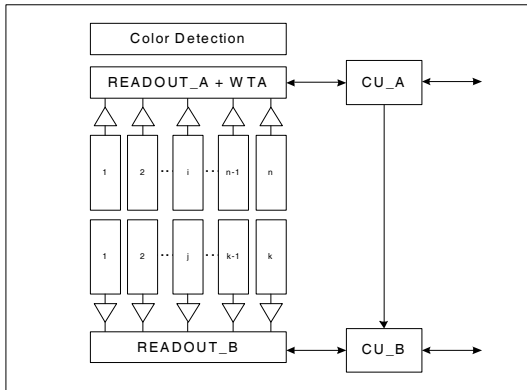 Color Detection
READOUT_A + WTA CU_A
1 2 ... i ... n-1 n
1 2 ... j ... k-1 k
READOUT_B CU_B